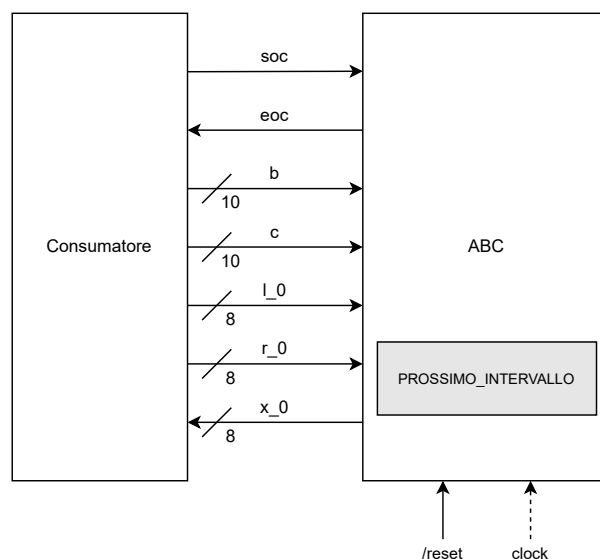 soc
eoc
b
10
Consumatore
c
ABC
10
l_0
8
r_0
8
PROSSIMO_INTERVALLO
x_0
8
/reset
clock